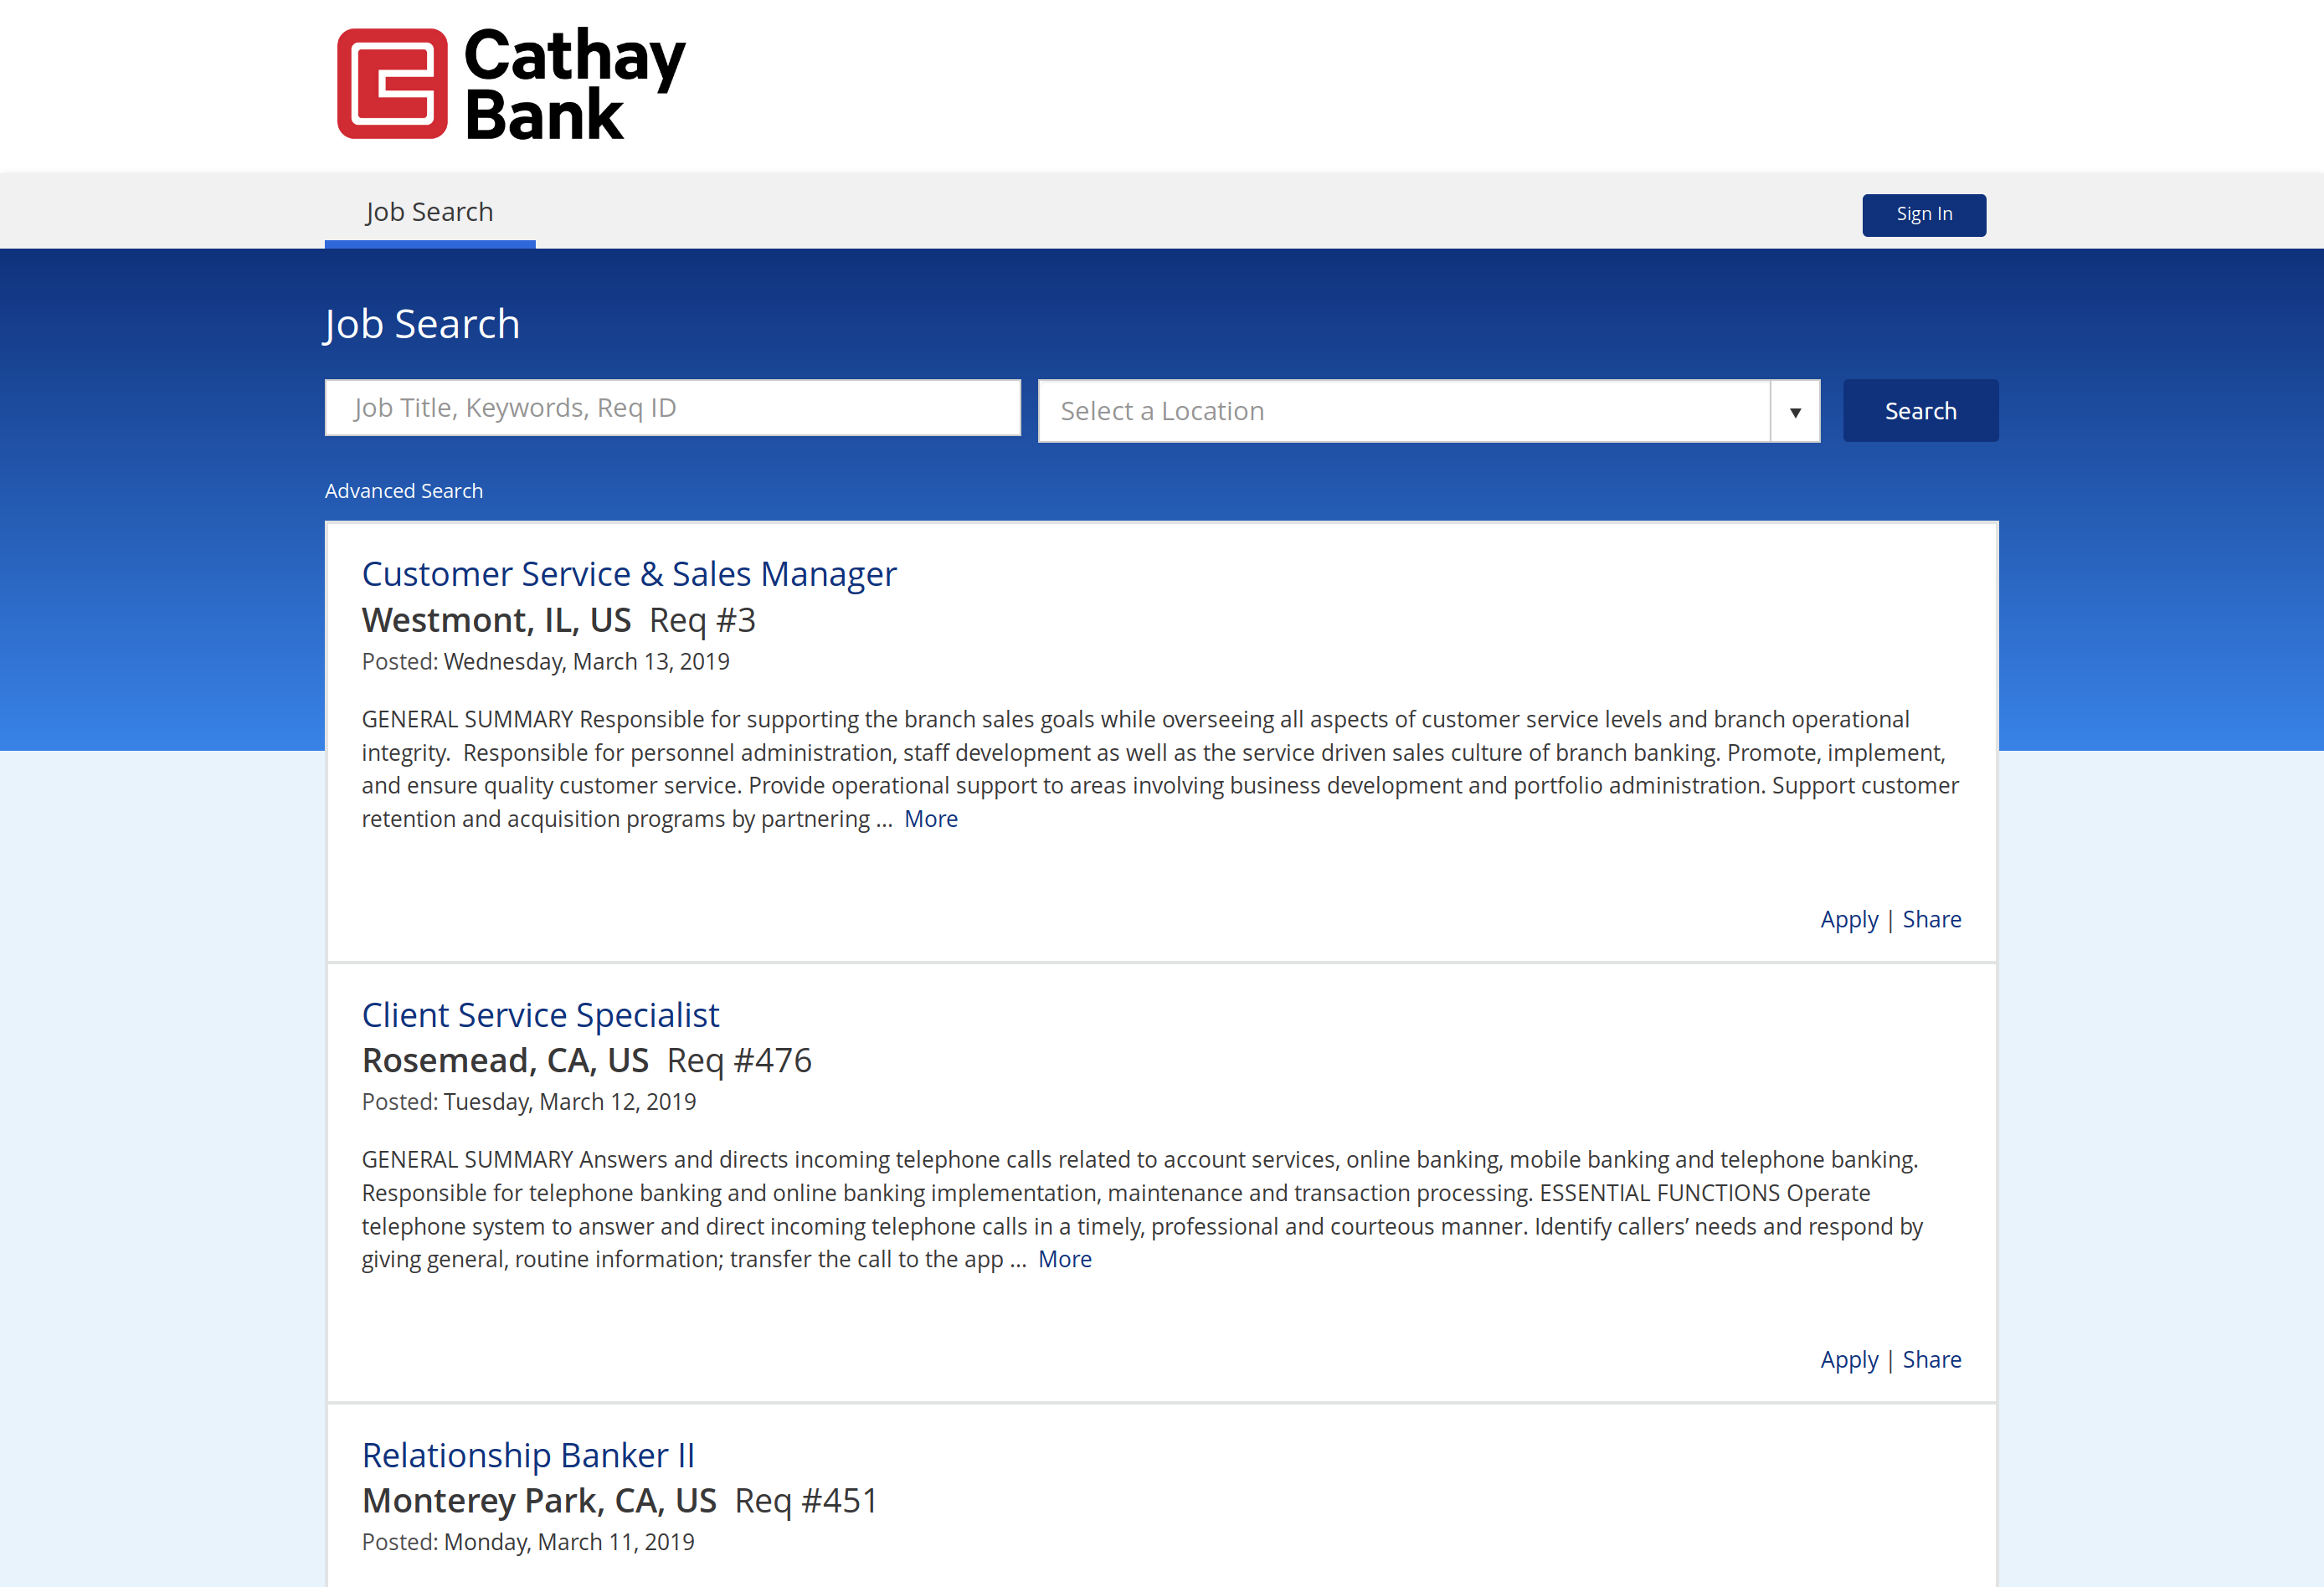 Cathay
Bank
Job Search
Sign In
Job Search
Job Title, Keywords, Req ID
Select a Location
Search
Advanced Search
Customer Service & Sales Manager
Westmont, IL, US Req #3
Posted: Wednesday, March 13, 2019
GENERAL SUMMARY Responsible for supporting the branch sales goals while overseeing all aspects of customer service levels and branch operational
integrity. Responsible for personnel administration, staff development as well as the service driven sales culture of branch banking. Promote, implement,
and ensure quality customer service. Provide operational support to areas involving business development and portfolio administration. Support customer
retention and acquisition programs by partnering ... More
Apply | Share
Client Service Specialist
Rosemead, CA, US Req #476
Posted: Tuesday, March 12, 2019
GENERAL SUMMARY Answers and directs incoming telephone calls related to account services, online banking, mobile banking and telephone banking.
Responsible for telephone banking and online banking implementation, maintenance and transaction processing. ESSENTIAL FUNCTIONS Operate
telephone system to answer and direct incoming telephone calls in a timely, professional and courteous manner. Identify callers’ needs and respond by
giving general, routine information; transfer the call to the app ... More
Apply | Share
Relationship Banker II
Monterey Park, CA, US Req #451
Posted: Monday, March 11, 2019